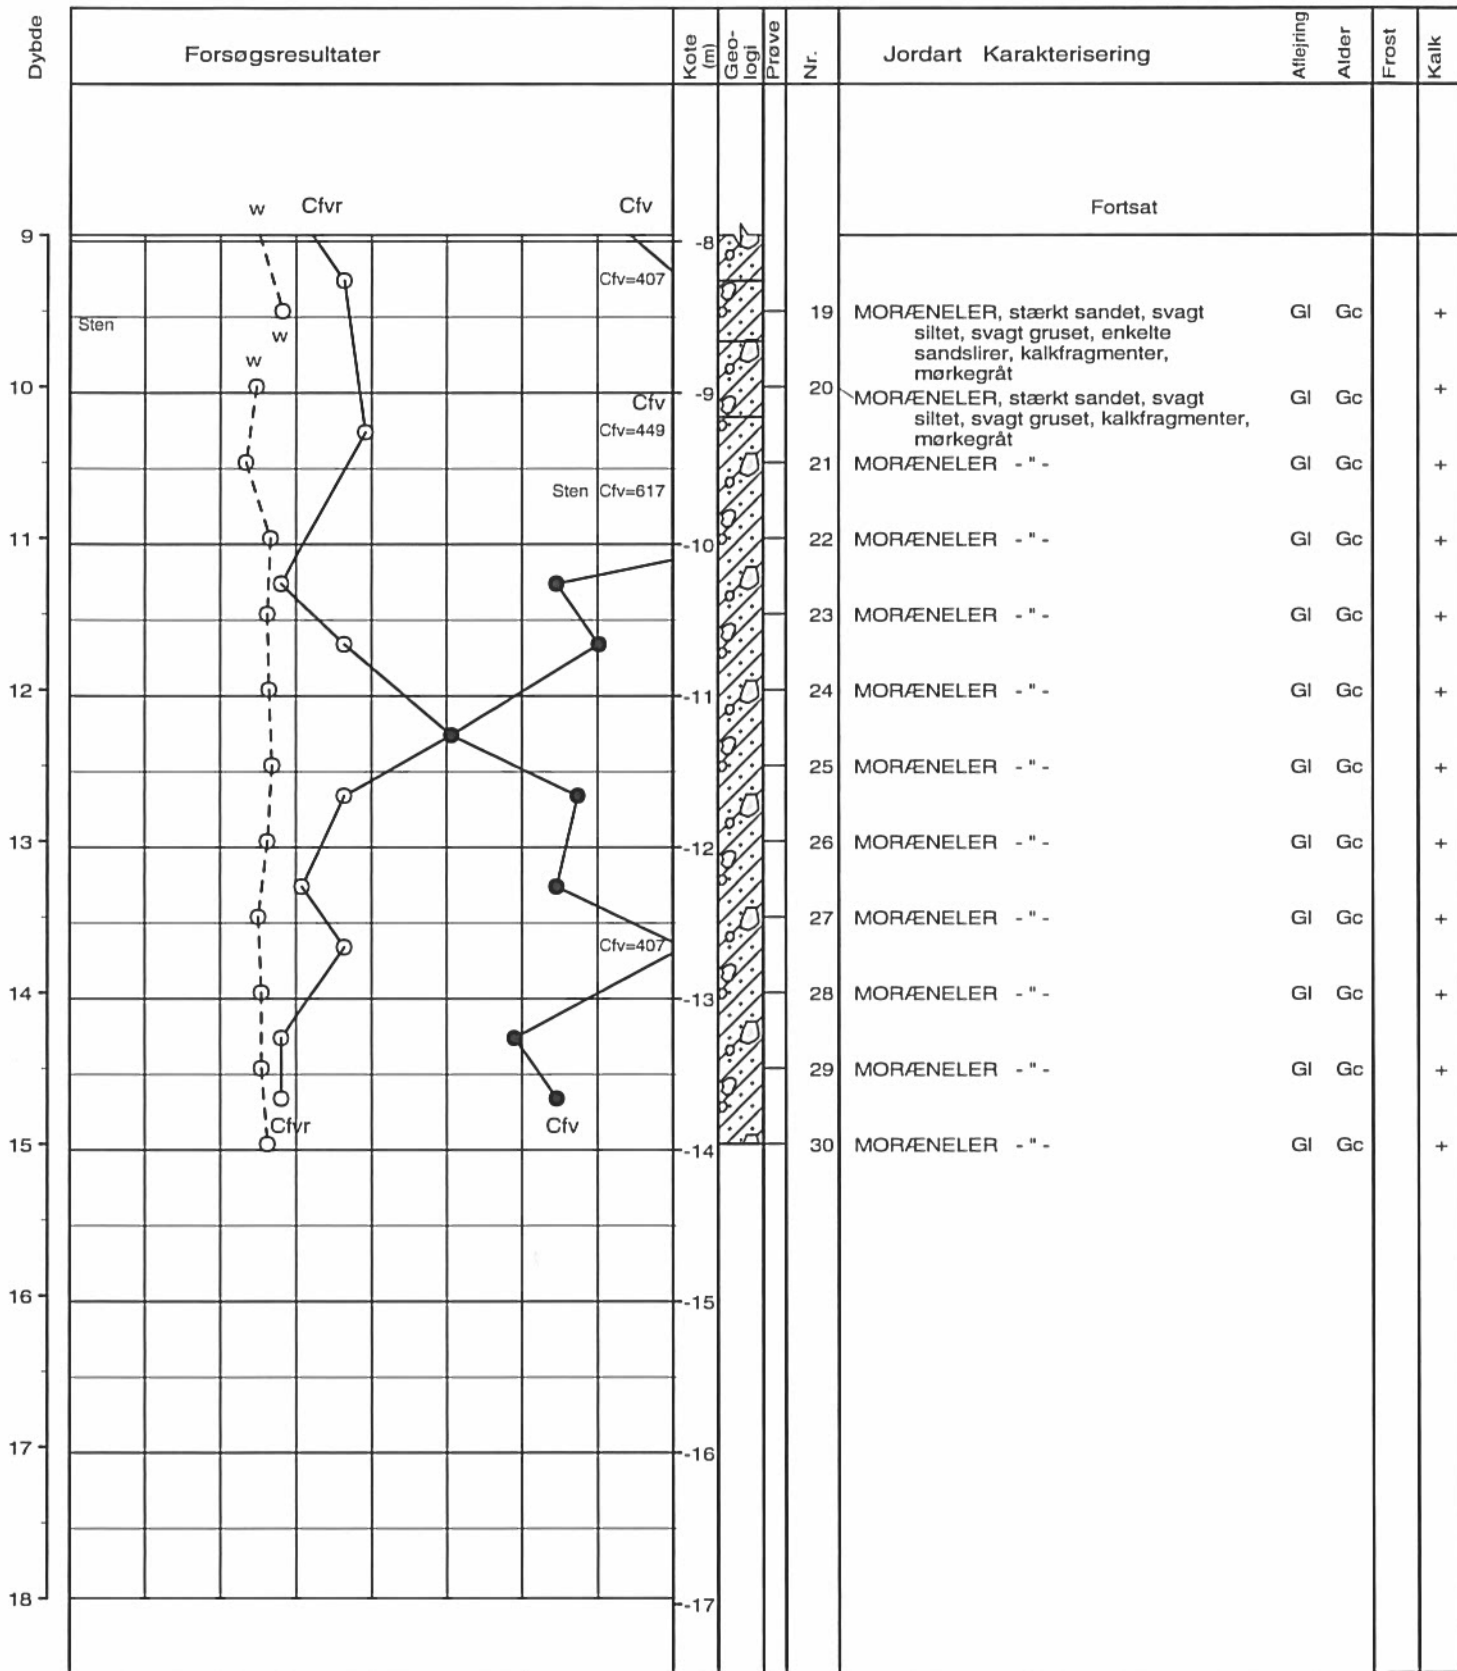 Dybde
Forsøgsresultater
Kote (m)
Geo-
logi
Prøve
Nr.
Jordart Karakterisering
Aflejring
Alder
Frost
Kalk
w Cfvr Cfv
Fortsat
9
-8
Cfv=407
Sten
w
w
19 MORÆNELER, stærkt sandet, svagt Gl Gc +
siltet, svagt gruset, enkelte
sandslirer, kalkfragmenter,
mørkegråt
10
-9
Cfv
Cfv=449
20 MORÆNELER, stærkt sandet, svagt Gl Gc +
siltet, svagt gruset, kalkfragmenter,
mørkegråt
21 MORÆNELER - " - Gl Gc +
Sten Cfv=617
11
-10
22 MORÆNELER - " - Gl Gc +
23 MORÆNELER - " - Gl Gc +
12
-11
24 MORÆNELER - " - Gl Gc +
25 MORÆNELER - " - Gl Gc +
13
-12
26 MORÆNELER - " - Gl Gc +
27 MORÆNELER - " - Gl Gc +
Cfv=407
14
-13
28 MORÆNELER - " - Gl Gc +
29 MORÆNELER - " - Gl Gc +
Cfvr Cfv
15
-14
30 MORÆNELER - " - Gl Gc +
16
-15
17
-16
18
-17